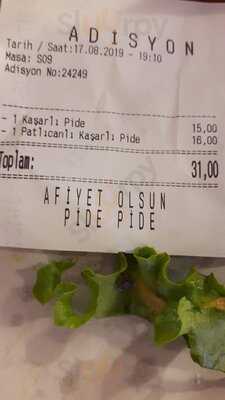 ADİSYON
Tarih / Saat:17.08.2019 - 19:10
Masa: S09
Adisyon No:24249
- 1 Kaşarlı Pide 15,00
- 1 Patlıcanlı Kaşarlı Pide 16,00
Toplam: 31,00
AFİYET OLSUN
PİDE PİDE